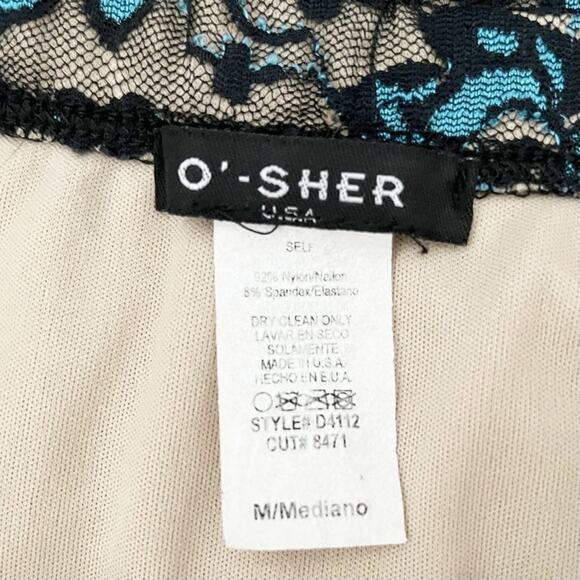 O'-SHER
U.S.A.
SELF
92% Nylon/Nailon
8% Spandex/Elastano
DRY CLEAN ONLY
LAVAR EN SECO
SOLAMENTE
MADE IN U.S.A.
HECHO EN E.U.A.
STYLE# D4112
CUT# 8471
M/Mediano